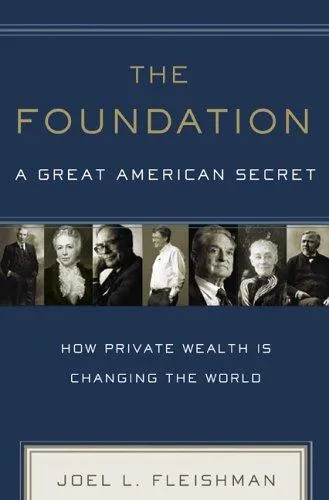 THE
FOUNDATION
A GREAT AMERICAN SECRET
HOW PRIVATE WEALTH IS
CHANGING THE WORLD
JOEL L. FLEISHMAN